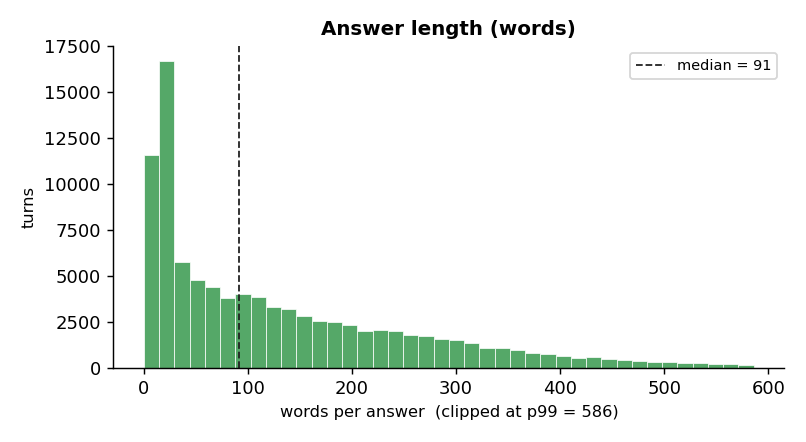 Answer length (words)
17500
15000
12500
10000
7500
5000
2500
0
turns
median = 91
0 100 200 300 400 500 600
words per answer  (clipped at p99 = 586)